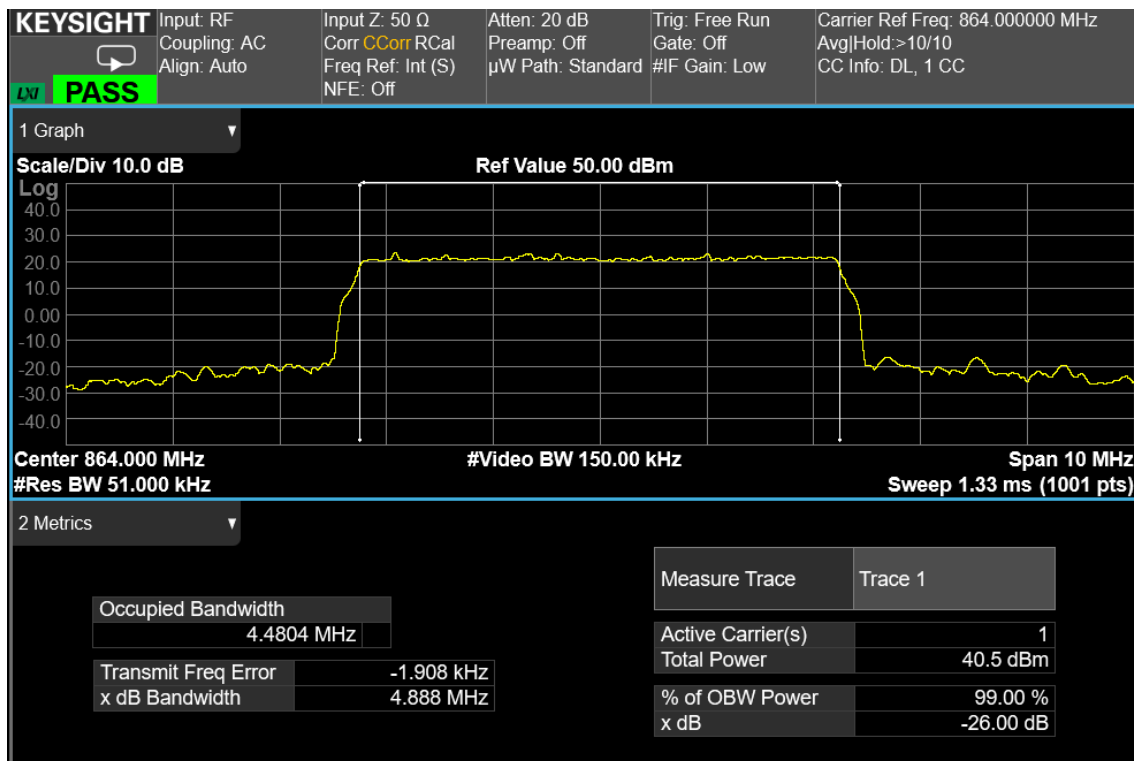 KEYSIGHT
LXI PASS
Input: RF
Coupling: AC
Align: Auto
Input Z: 50 Ω
Corr CCorr RCal
Freq Ref: Int (S)
NFE: Off
Atten: 20 dB
Preamp: Off
µW Path: Standard
Trig: Free Run
Gate: Off
#IF Gain: Low
Carrier Ref Freq: 864.000000 MHz
Avg|Hold:>10/10
CC Info: DL, 1 CC
1 Graph
Scale/Div 10.0 dB
Ref Value 50.00 dBm
Log
40.0
30.0
20.0
10.0
0.00
-10.0
-20.0
-30.0
-40.0
Center 864.000 MHz
#Video BW 150.00 kHz
Span 10 MHz
#Res BW 51.000 kHz
Sweep 1.33 ms (1001 pts)
2 Metrics
Measure Trace Trace 1
Occupied Bandwidth
4.4804 MHz
Transmit Freq Error -1.908 kHz
x dB Bandwidth 4.888 MHz
Active Carrier(s) 1
Total Power 40.5 dBm
% of OBW Power 99.00 %
x dB -26.00 dB